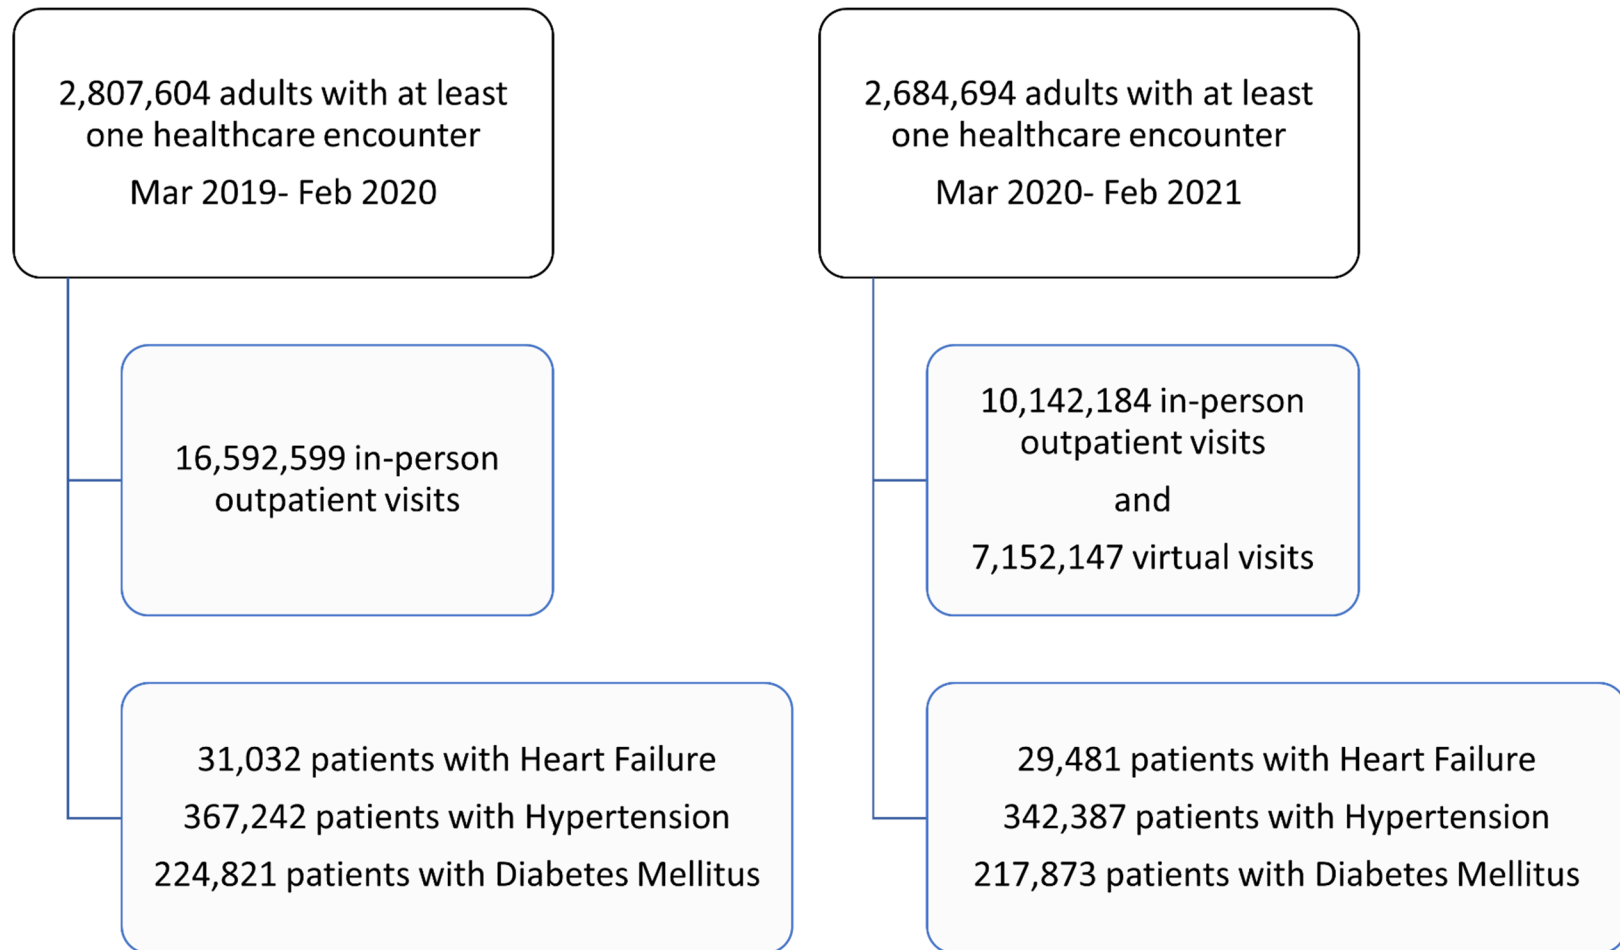 2,807,604 adults with at least
one healthcare encounter
Mar 2019- Feb 2020
16,592,599 in-person
outpatient visits
31,032 patients with Heart Failure
367,242 patients with Hypertension
224,821 patients with Diabetes Mellitus
2,684,694 adults with at least
one healthcare encounter
Mar 2020- Feb 2021
10,142,184 in-person
outpatient visits
and
7,152,147 virtual visits
29,481 patients with Heart Failure
342,387 patients with Hypertension
217,873 patients with Diabetes Mellitus